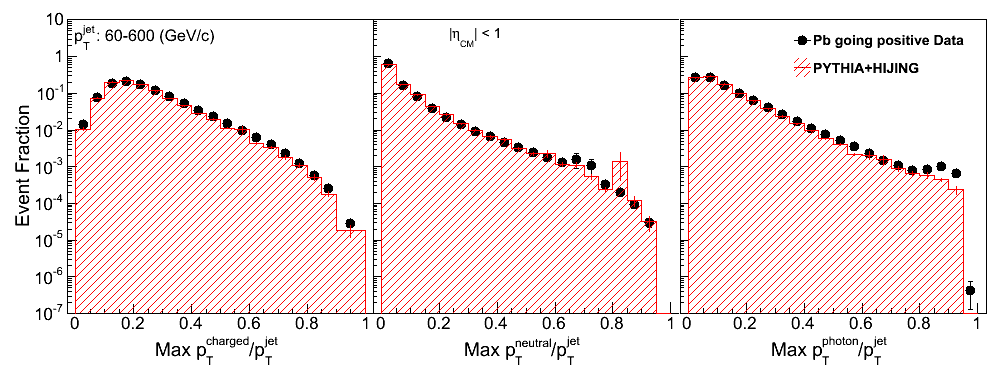 p_T^jet: 60-600 (GeV/c)
|η_CM| < 1
Pb going positive Data
PYTHIA+HIJING
Event Fraction
10
1
10^-1
10^-2
10^-3
10^-4
10^-5
10^-6
10^-7
0 0.2 0.4 0.6 0.8 1
0 0.2 0.4 0.6 0.8 1
0 0.2 0.4 0.6 0.8 1
Max p_T^charged/p_T^jet
Max p_T^neutral/p_T^jet
Max p_T^photon/p_T^jet